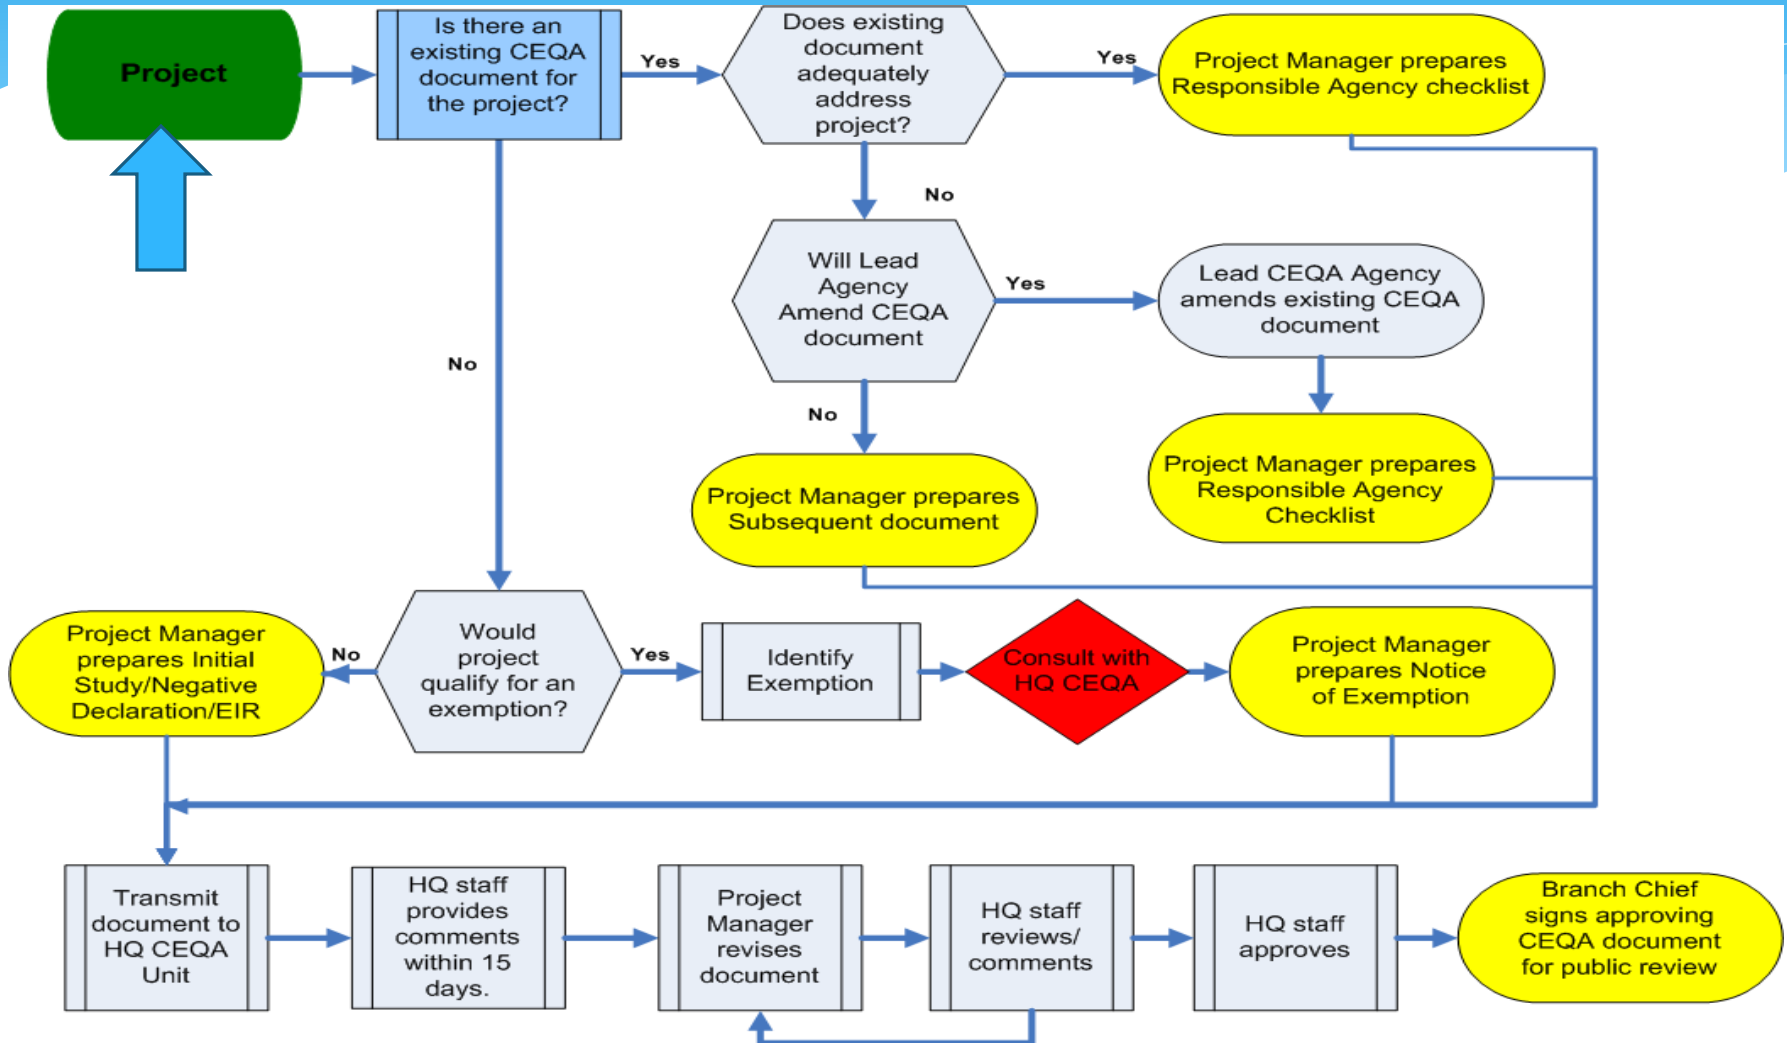 Project
Is there an
existing CEQA
document for
the project?
Yes
Does existing
document
adequately
address
project?
Yes
Project Manager prepares
Responsible Agency checklist
No
No
Will Lead
Agency
Amend CEQA
document
Yes
Lead CEQA Agency
amends existing CEQA
document
No
Project Manager prepares
Subsequent document
Project Manager prepares
Responsible Agency
Checklist
Project Manager
prepares Initial
Study/Negative
Declaration/EIR
No
Would
project
qualify for an
exemption?
Yes
Identify
Exemption
Consult with
HQ CEQA
Project Manager
prepares Notice
of Exemption
Transmit
document to
HQ CEQA
Unit
HQ staff
provides
comments
within 15
days.
Project
Manager
revises
document
HQ staff
reviews/
comments
HQ staff
approves
Branch Chief
signs approving
CEQA document
for public review